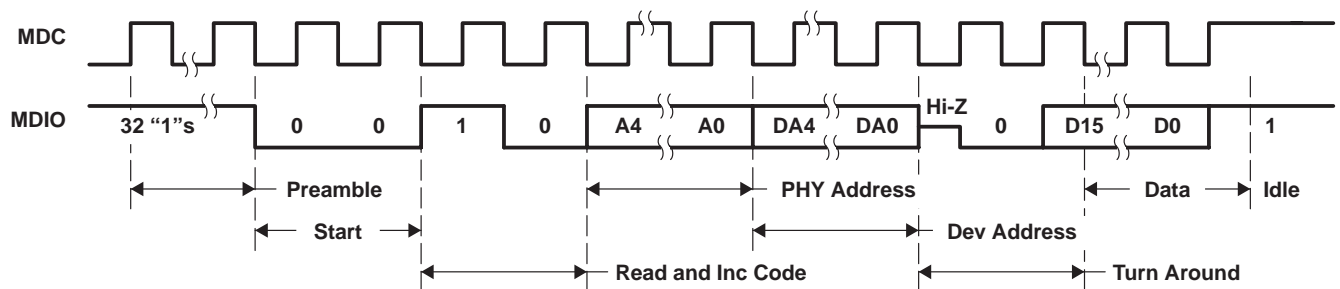 MDC
Hi-Z
MDIO
32 “1”s 0 0 1 0 A4 A0 DA4 DA0 0 D15 D0 1
Preamble PHY Address Data Idle
Start Dev Address
Read and Inc Code Turn Around